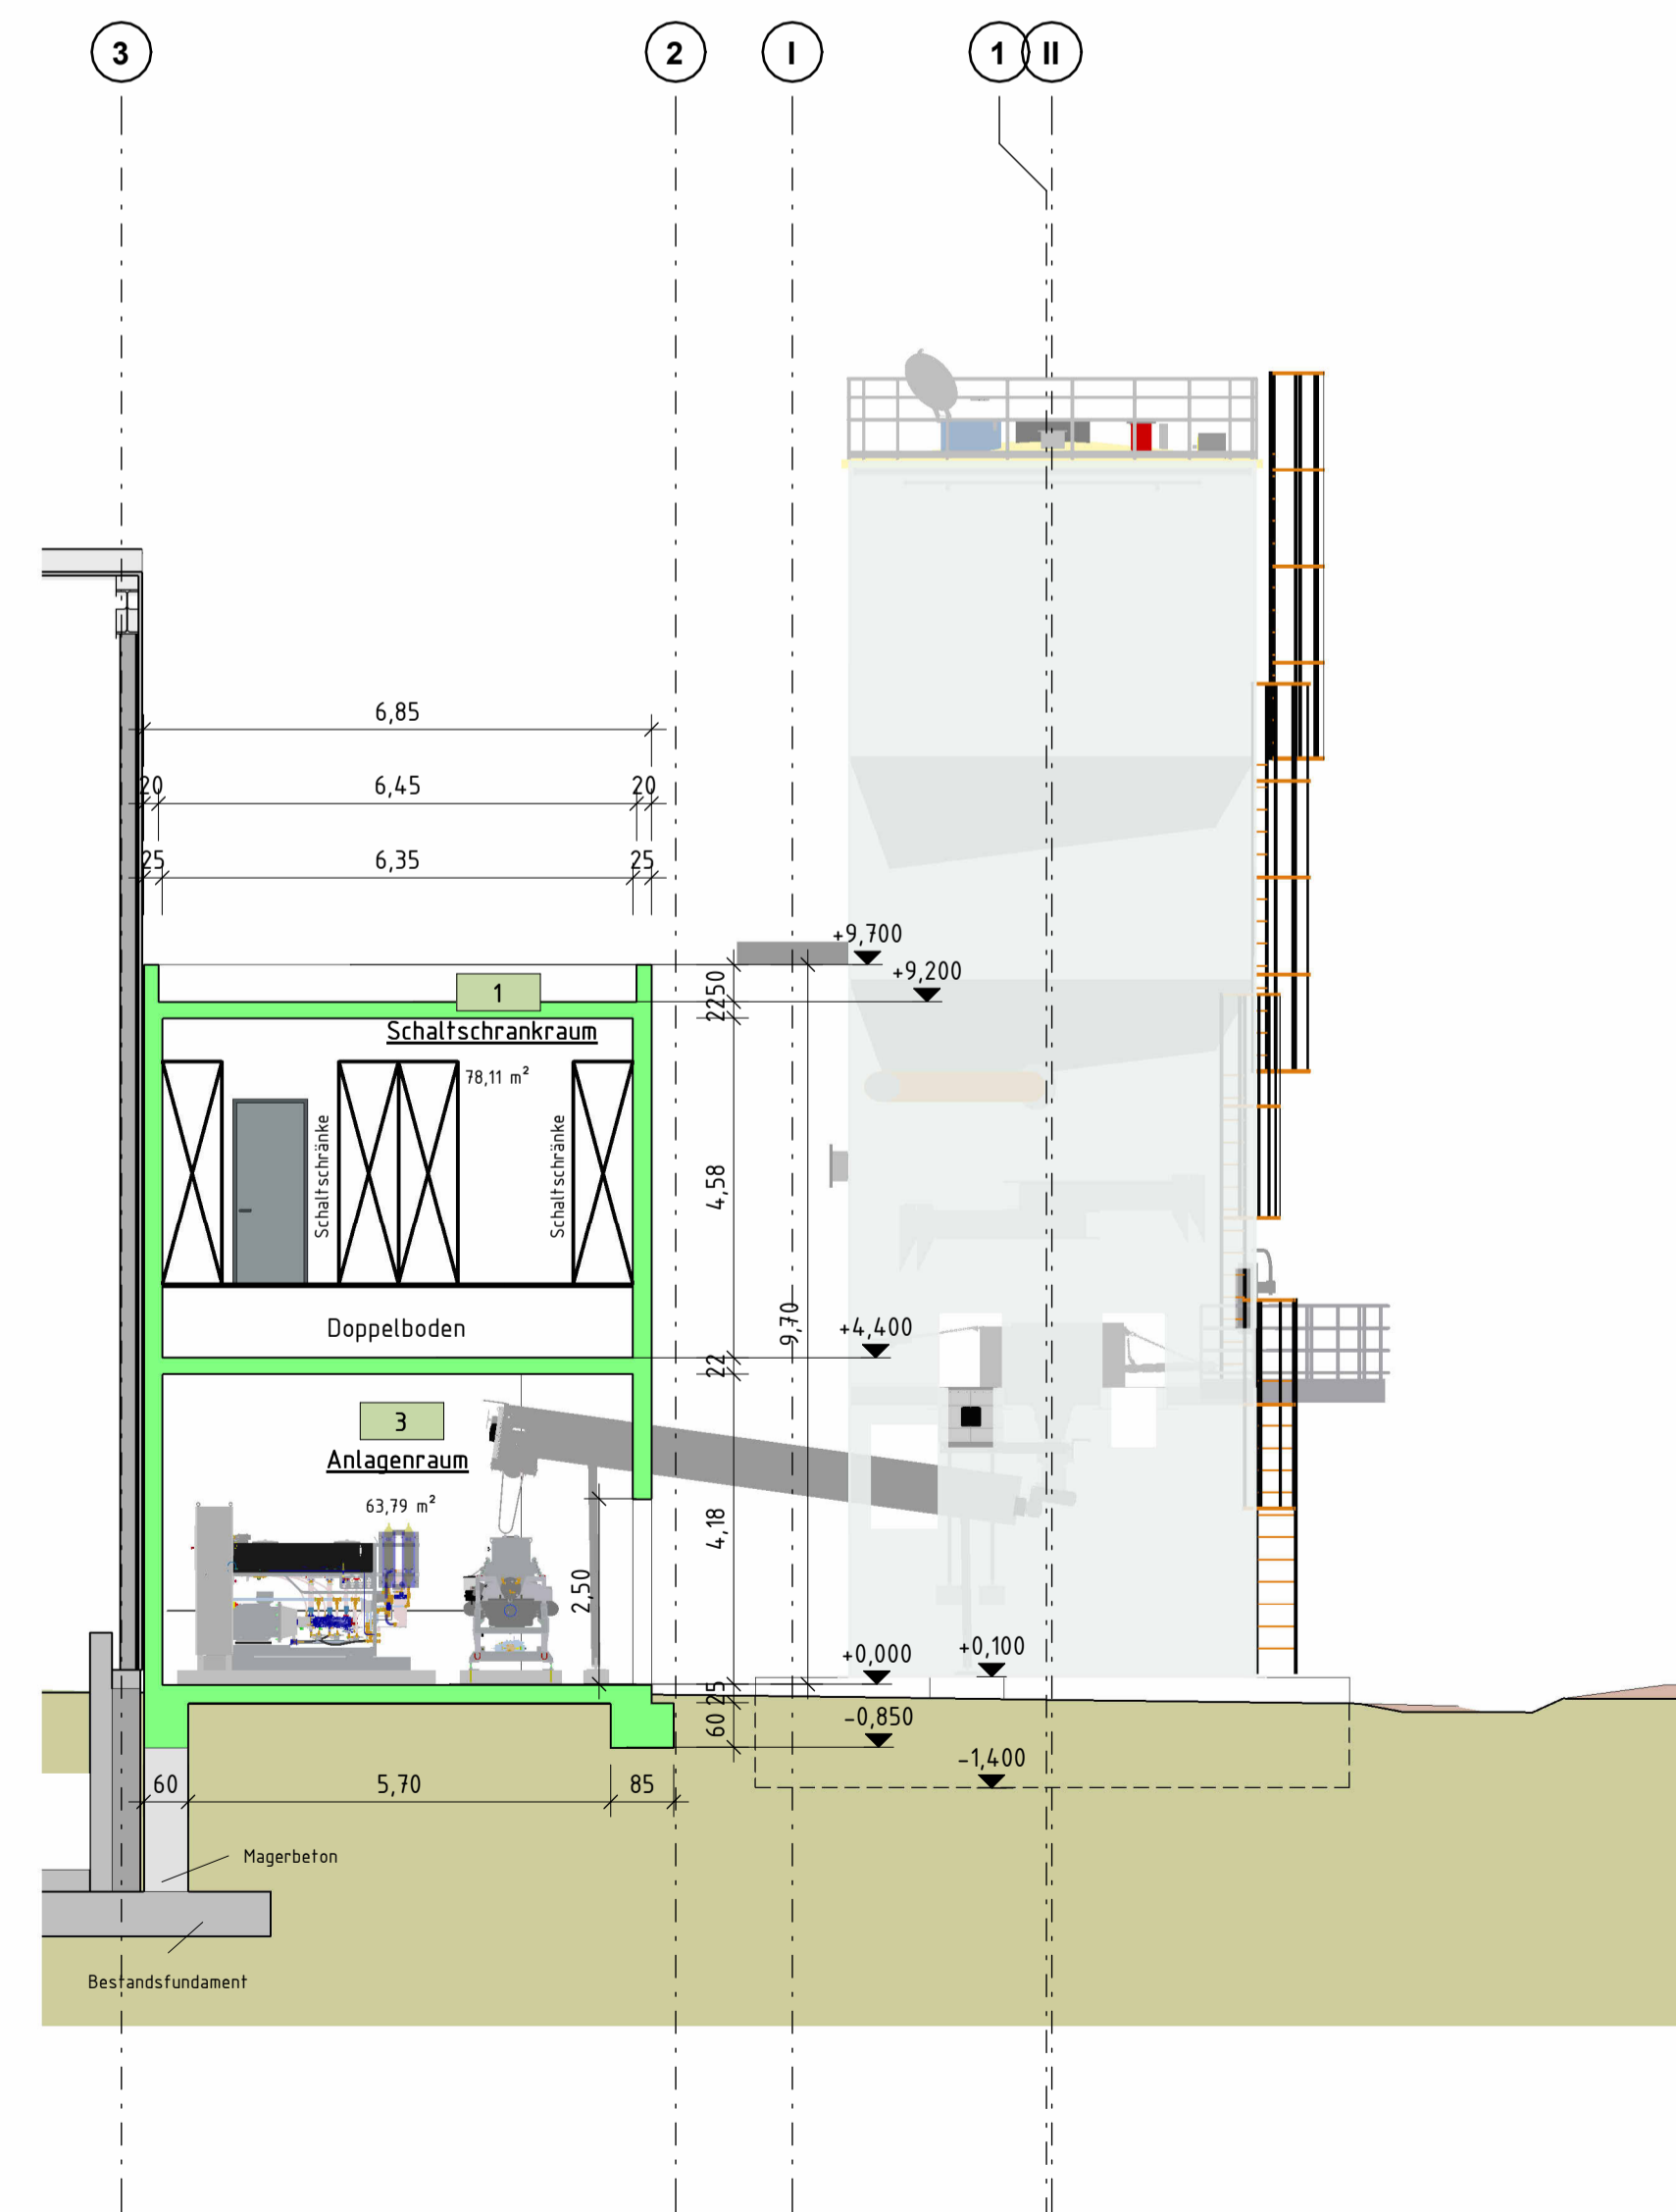 3
2
I
1
II
6,85
20
6,45
20
25
6,35
25
+9,700
+9,200
50
22
1
Schaltschrankraum
78,11 m²
Schaltschränke
Schaltschränke
4,58
9,70
Doppelboden
+4,400
22
3
Anlagenraum
63,79 m²
4,18
2,50
+0,000
+0,100
25
60
-0,850
-1,400
60
5,70
85
Magerbeton
Bestandsfundament